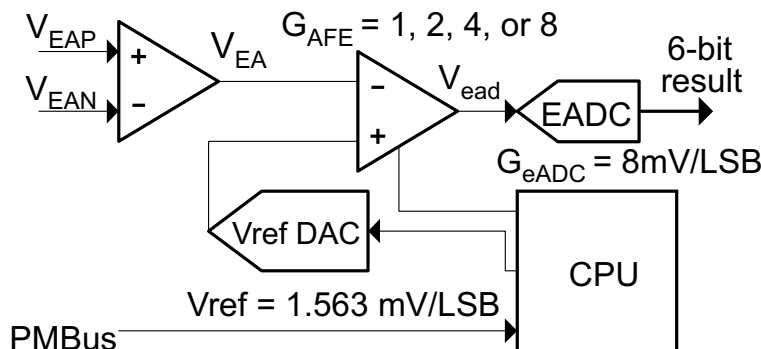 V_EAP
V_EAN
+
−
V_EA
G_AFE = 1, 2, 4, or 8
−
+
V_ead
EADC
6-bit
result
G_eADC = 8mV/LSB
Vref DAC
CPU
Vref = 1.563 mV/LSB
PMBus